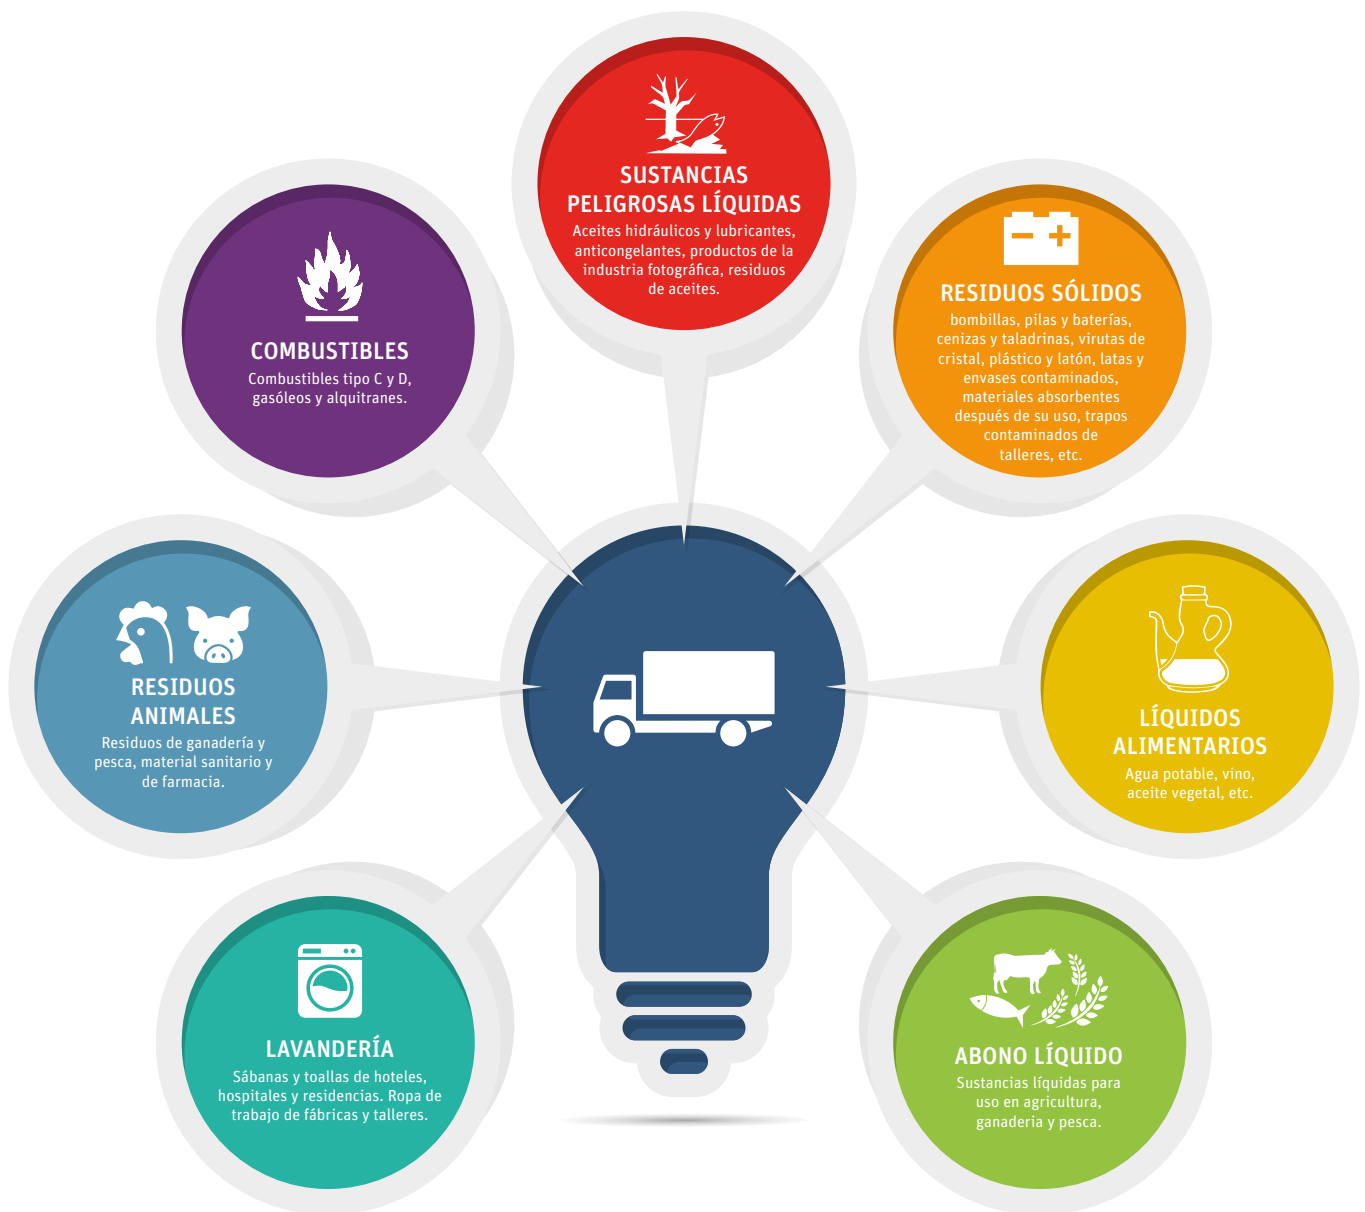 SUSTANCIAS
PELIGROSAS LÍQUIDAS
Aceites hidráulicos y lubricantes,
anticongelantes, productos de la
industria fotográfica, residuos
de aceites.
COMBUSTIBLES
Combustibles tipo C y D,
gasóleos y alquitranes.
RESIDUOS SÓLIDOS
bombillas, pilas y baterías,
cenizas y taladrinas, virutas de
cristal, plástico y latón, latas y
envases contaminados,
materiales absorbentes
después de su uso, trapos
contaminados de
talleres, etc.
RESIDUOS
ANIMALES
Residuos de ganadería y
pesca, material sanitario y
de farmacia.
LÍQUIDOS
ALIMENTARIOS
Agua potable, vino,
aceite vegetal, etc.
LAVANDERÍA
Sábanas y toallas de hoteles,
hospitales y residencias. Ropa de
trabajo de fábricas y talleres.
ABONO LÍQUIDO
Sustancias líquidas para
uso en agricultura,
ganaderia y pesca.